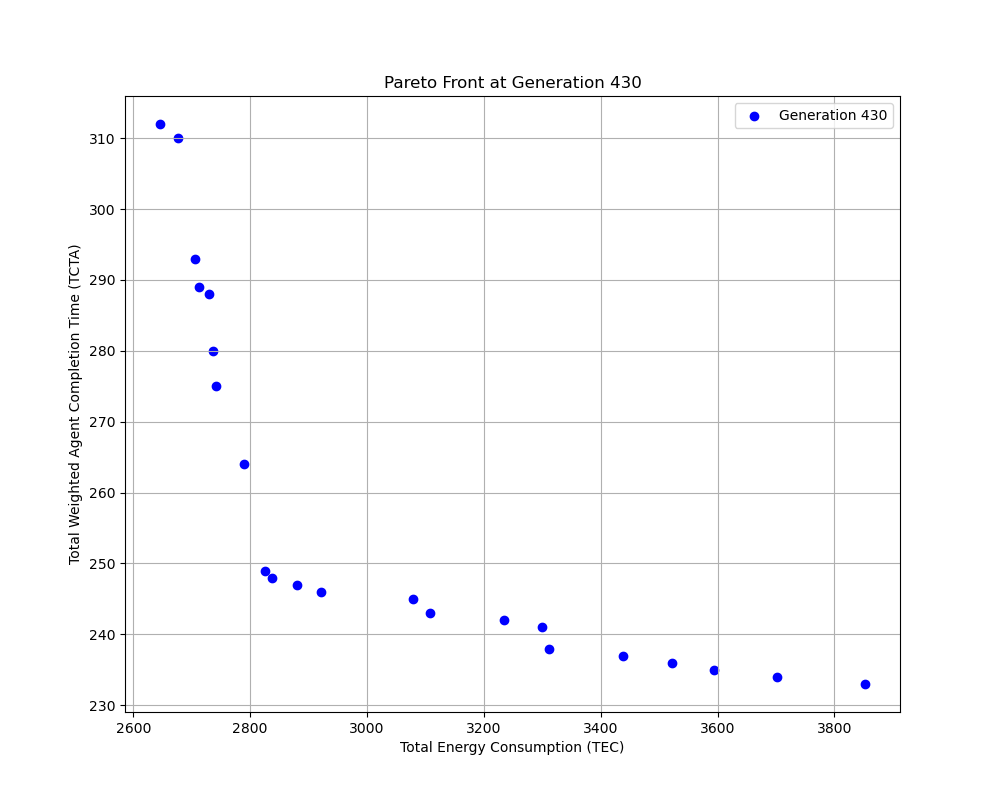 Pareto Front at Generation 430
Generation 430
Total Weighted Agent Completion Time (TCTA)
310
300
290
280
270
260
250
240
230
2600 2800 3000 3200 3400 3600 3800
Total Energy Consumption (TEC)